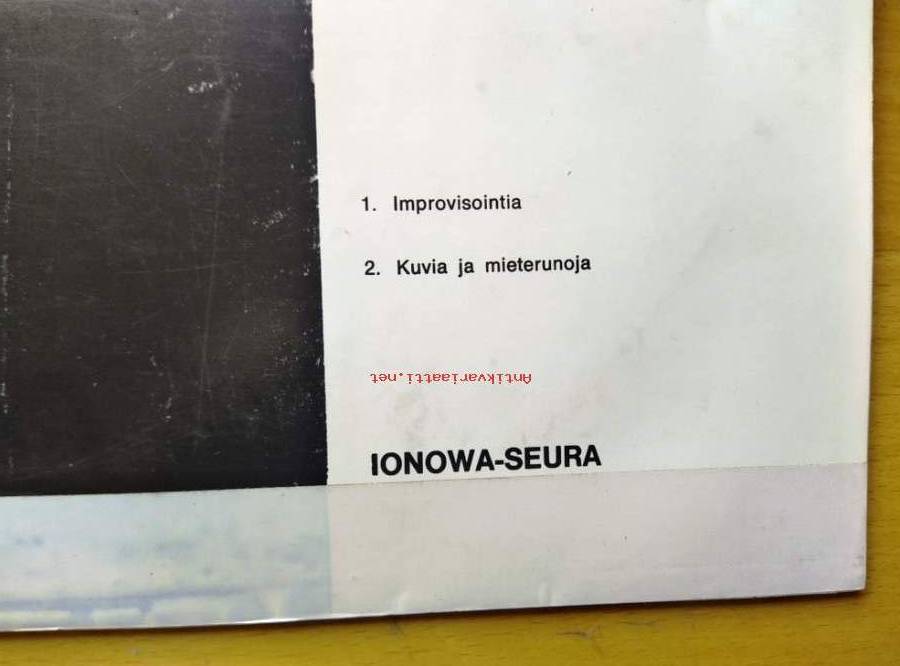 1. Improvisointia
2. Kuvia ja mieterunoja
Antikvariaatti.net
IONOWA-SEURA